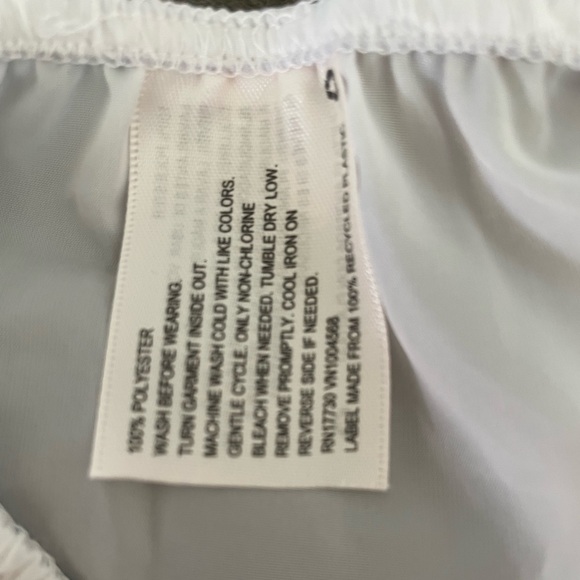 100% POLYESTER
WASH BEFORE WEARING.
TURN GARMENT INSIDE OUT.
MACHINE WASH COLD WITH LIKE COLORS.
GENTLE CYCLE. ONLY NON-CHLORINE
BLEACH WHEN NEEDED. TUMBLE DRY LOW.
REMOVE PROMPTLY. COOL IRON ON
REVERSE SIDE IF NEEDED.
RN17730 VN1004568
LABEL MADE FROM 100% RECYCLED PLASTIC